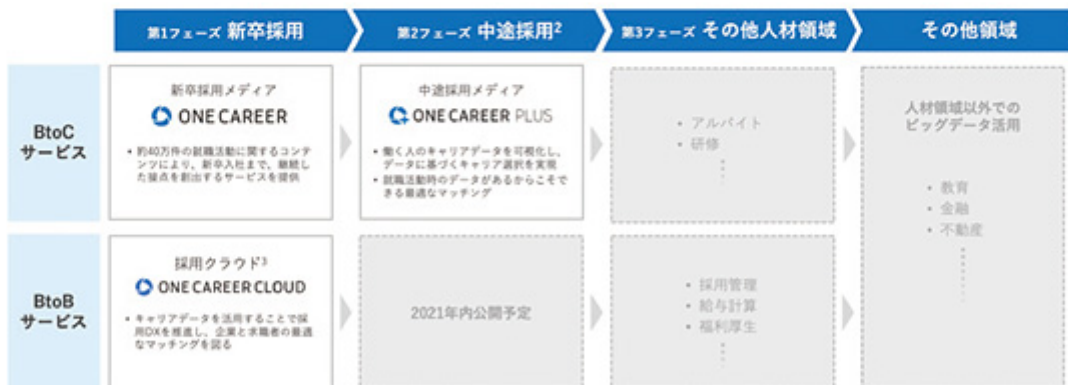 第1フェーズ 新卒採用
第2フェーズ 中途採用2
第3フェーズ その他人材領域
その他領域
BtoC
サービス
新卒採用メディア
ONE CAREER
• 約40万件の就職活動に関するコンテ
ンツにより、新卒入社まで、継続し
た接点を創出するサービスを提供
中途採用メディア
ONE CAREER PLUS
• 働く人のキャリアデータを可視化し、
データに基づくキャリア選択を実現
• 就職活動時のデータがあるからこそで
きる最適なマッチング
• アルバイト
• 研修
人材領域以外での
ビッグデータ活用
• 教育
• 金融
• 不動産
BtoB
サービス
採用クラウド3
ONE CAREER CLOUD
• キャリアデータを活用することで採
用DXを推進し、企業と求職者の最適
なマッチングを図る
2021年内公開予定
• 採用管理
• 給与計算
• 福利厚生